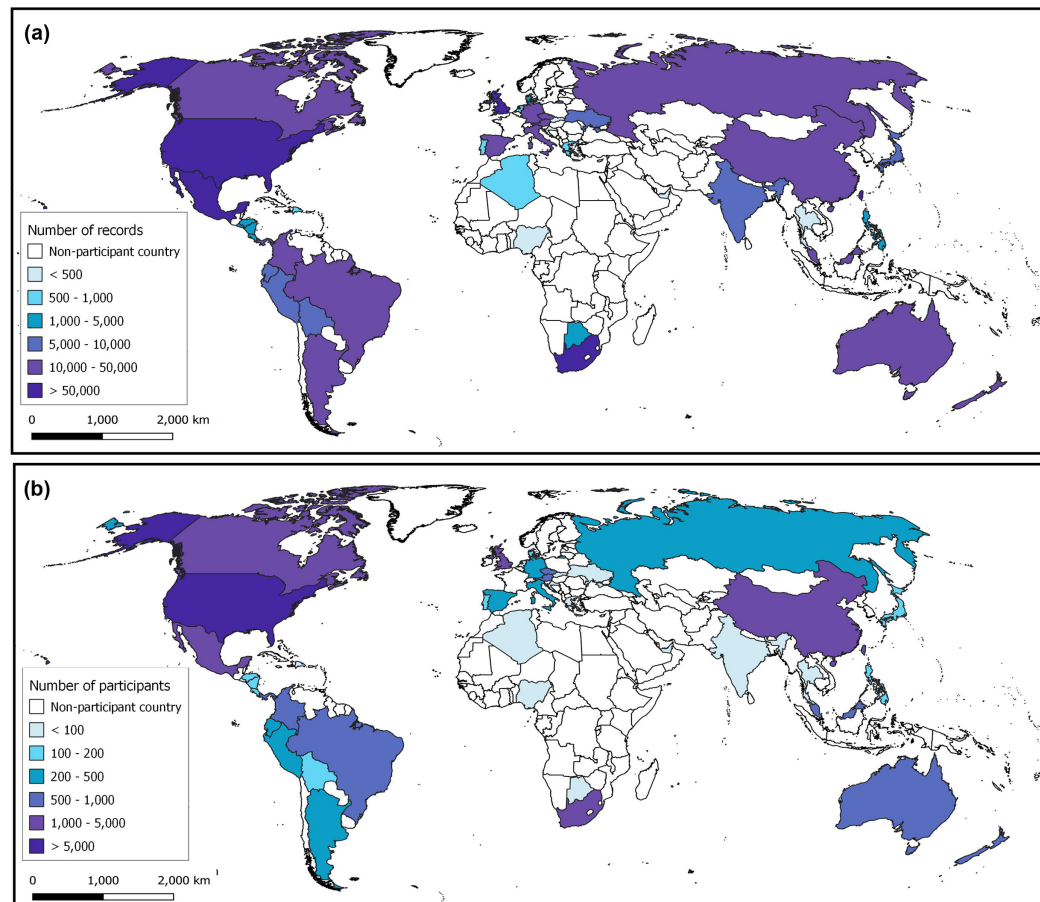 (a)
Number of records
Non-participant country
< 500
500 - 1,000
1,000 - 5,000
5,000 - 10,000
10,000 - 50,000
> 50,000
0 1,000 2,000 km
(b)
Number of participants
Non-participant country
< 100
100 - 200
200 - 500
500 - 1,000
1,000 - 5,000
> 5,000
0 1,000 2,000 km